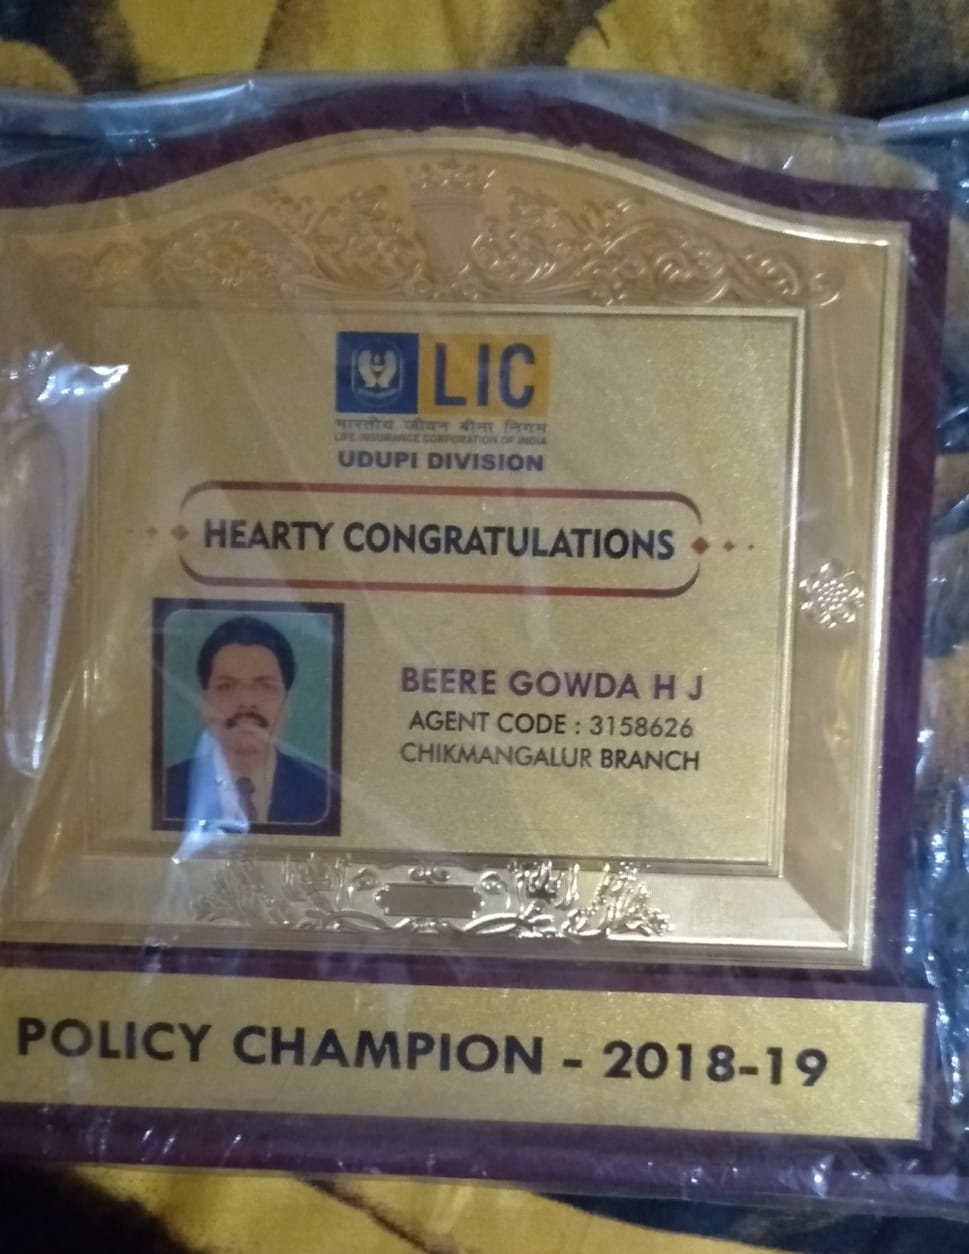 LIC
भारतीय जीवन बीमा निगम
LIFE INSURANCE CORPORATION OF INDIA
UDUPI DIVISION
HEARTY CONGRATULATIONS
BEERE GOWDA H J
AGENT CODE : 3158626
CHIKMANGALUR BRANCH
POLICY CHAMPION - 2018-19